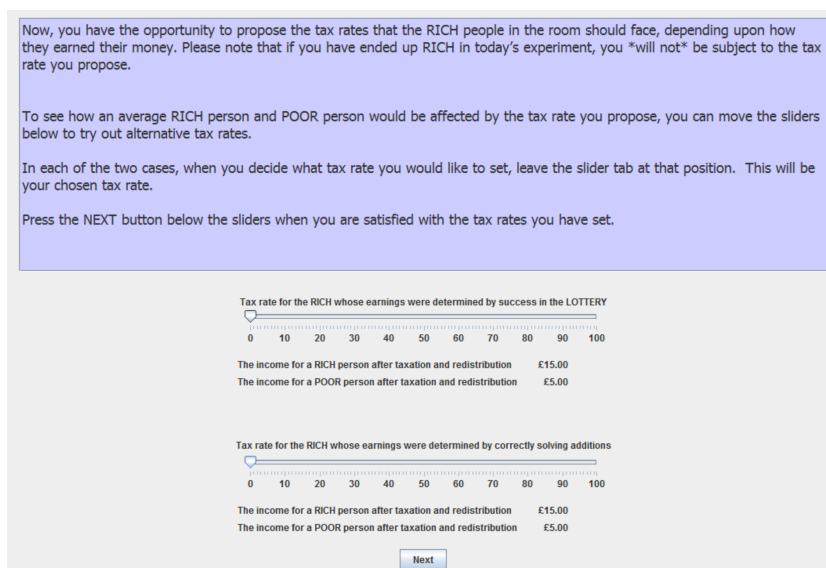 Now, you have the opportunity to propose the tax rates that the RICH people in the room should face, depending upon how
they earned their money. Please note that if you have ended up RICH in today's experiment, you *will not* be subject to the tax
rate you propose.
To see how an average RICH person and POOR person would be affected by the tax rate you propose, you can move the sliders
below to try out alternative tax rates.
In each of the two cases, when you decide what tax rate you would like to set, leave the slider tab at that position. This will be
your chosen tax rate.
Press the NEXT button below the sliders when you are satisfied with the tax rates you have set.
Tax rate for the RICH whose earnings were determined by success in the LOTTERY
0 10 20 30 40 50 60 70 80 90 100
The income for a RICH person after taxation and redistribution £15.00
The income for a POOR person after taxation and redistribution £5.00
Tax rate for the RICH whose earnings were determined by correctly solving additions
0 10 20 30 40 50 60 70 80 90 100
The income for a RICH person after taxation and redistribution £15.00
The income for a POOR person after taxation and redistribution £5.00
Next